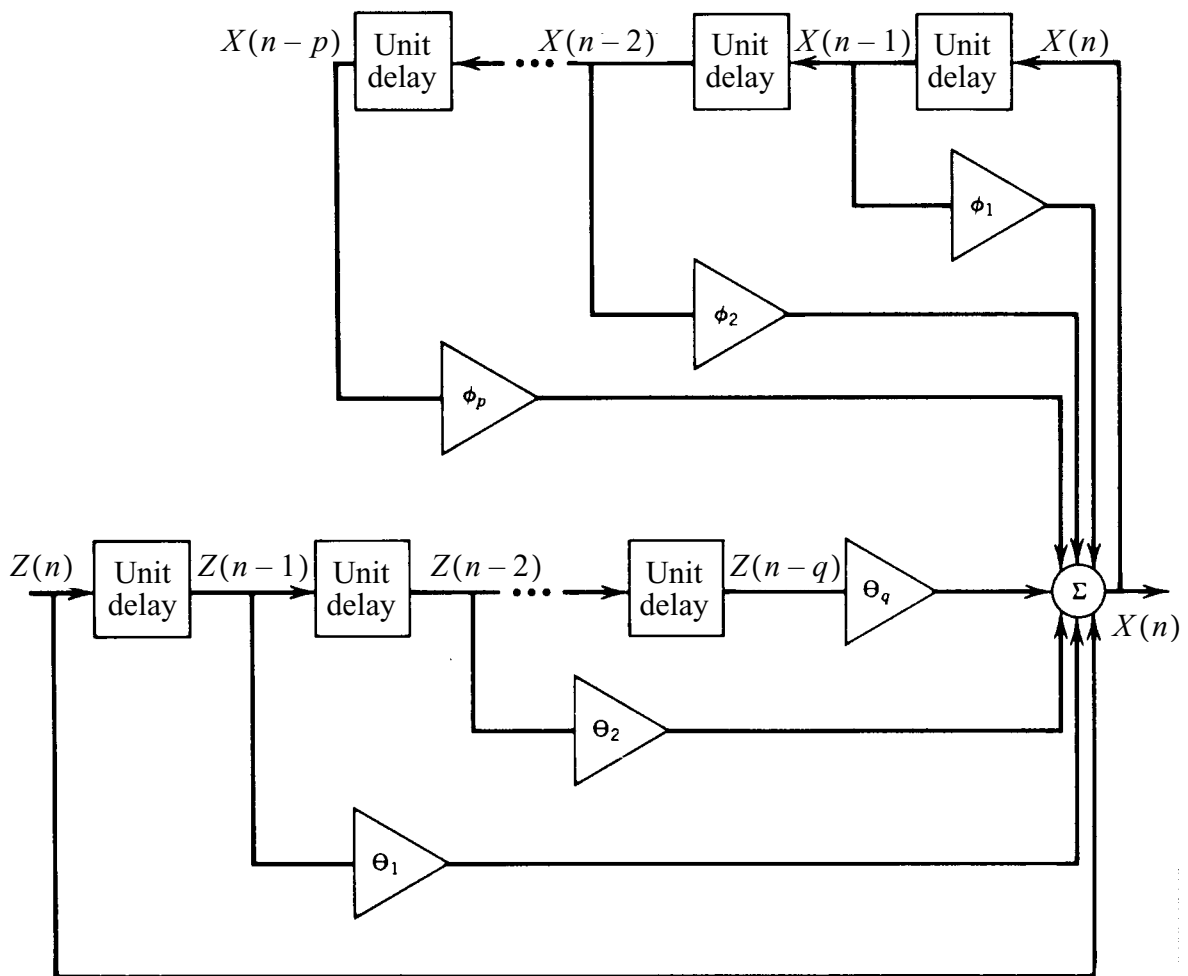 X(n − p)
Unit delay
X(n − 2)
Unit delay
X(n − 1)
Unit delay
X(n)
ϕ₁
ϕ₂
ϕₚ
Z(n)
Unit delay
Z(n − 1)
Unit delay
Z(n − 2)
Unit delay
Z(n − q)
Θ_q
Σ
X(n)
Θ₂
Θ₁